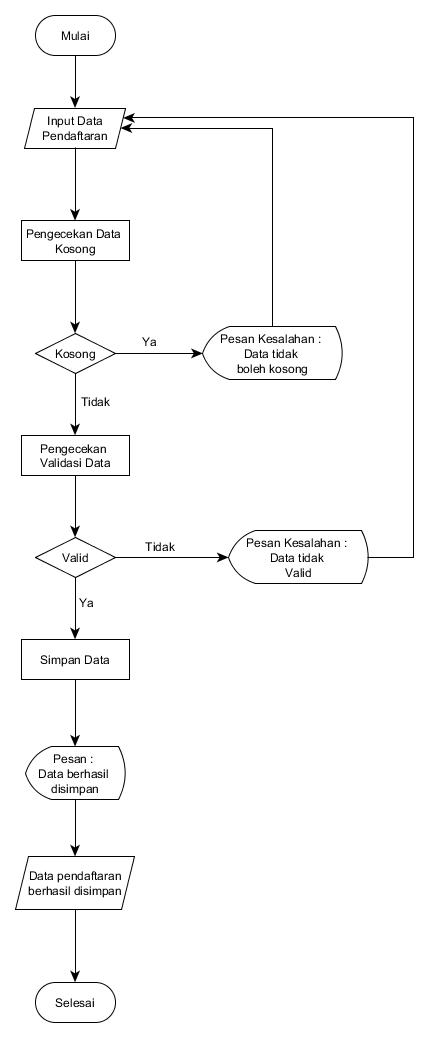 Mulai
Input Data
Pendaftaran
Pengecekan Data
Kosong
Kosong
Ya
Pesan Kesalahan :
Data tidak
boleh kosong
Tidak
Pengecekan
Validasi Data
Valid
Tidak
Pesan Kesalahan :
Data tidak
Valid
Ya
Simpan Data
Pesan :
Data berhasil
disimpan
Data pendaftaran
berhasil disimpan
Selesai